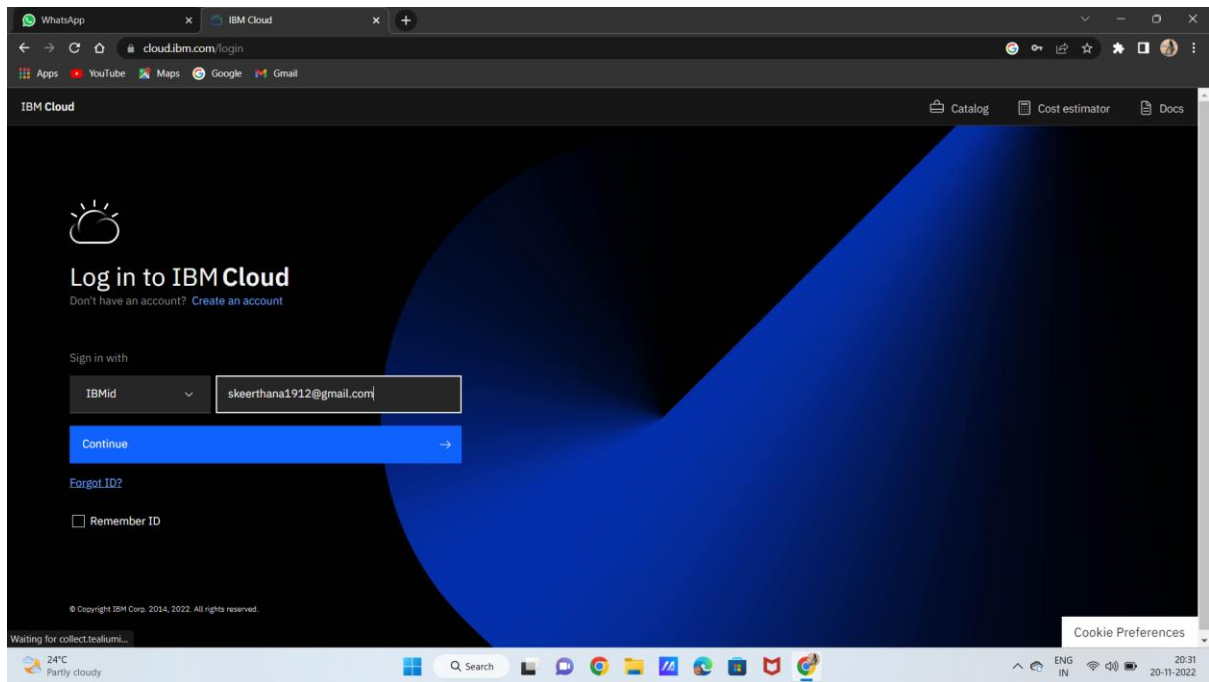 WhatsApp
IBM Cloud
cloud.ibm.com/login
Apps YouTube Maps Google Gmail
IBM Cloud Catalog Cost estimator Docs
Log in to IBM Cloud
Don't have an account? Create an account
Sign in with
IBMid skeerthana1912@gmail.com
Continue
Forgot ID?
Remember ID
© Copyright IBM Corp. 2014, 2022. All rights reserved.
Cookie Preferences
Waiting for collect.tealiumi...
24°C
Partly cloudy
Search
ENG
IN
20:31
20-11-2022